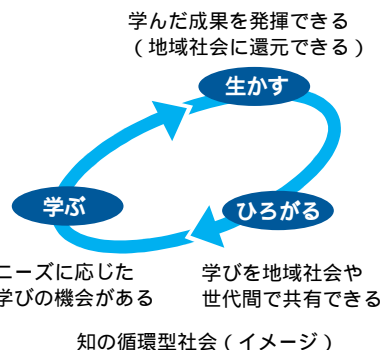 学んだ成果を発揮できる
（地域社会に還元できる）
生かす
学ぶ
ひろがる
ニーズに応じた
学びの機会がある
学びを地域社会や
世代間で共有できる
知の循環型社会（イメージ）